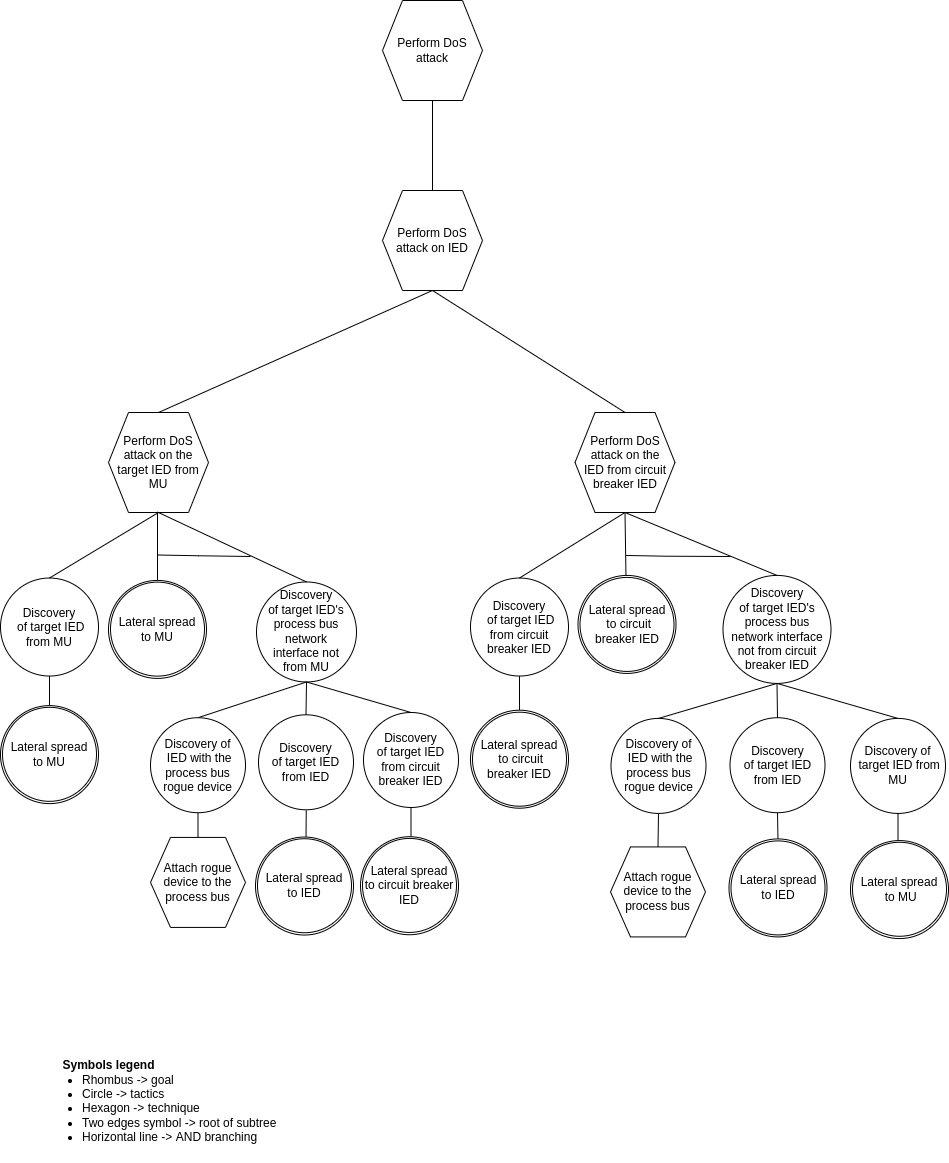 Perform DoS
attack
Perform DoS
attack on IED
Perform DoS
attack on the
target IED from
MU
Perform DoS
attack on the
IED from circuit
breaker IED
Discovery
of target IED
from MU
Lateral spread
to MU
Discovery
of target IED's
process bus
network
interface not
from MU
Discovery
of target IED
from circuit
breaker IED
Lateral spread
to circuit
breaker IED
Discovery
of target IED's
process bus
network interface
not from circuit
breaker IED
Lateral spread
to MU
Discovery of
IED with the
process bus
rogue device
Discovery
of target IED
from IED
Discovery
of target IED
from circuit
breaker IED
Lateral spread
to circuit
breaker IED
Discovery of
IED with the
process bus
rogue device
Discovery
of target IED
from IED
Discovery of
target IED from
MU
Attach rogue
device to the
process bus
Lateral spread
to IED
Lateral spread
to circuit breaker
IED
Attach rogue
device to the
process bus
Lateral spread
to IED
Lateral spread
to MU
Symbols legend
• Rhombus -> goal
• Circle -> tactics
• Hexagon -> technique
• Two edges symbol -> root of subtree
• Horizontal line -> AND branching